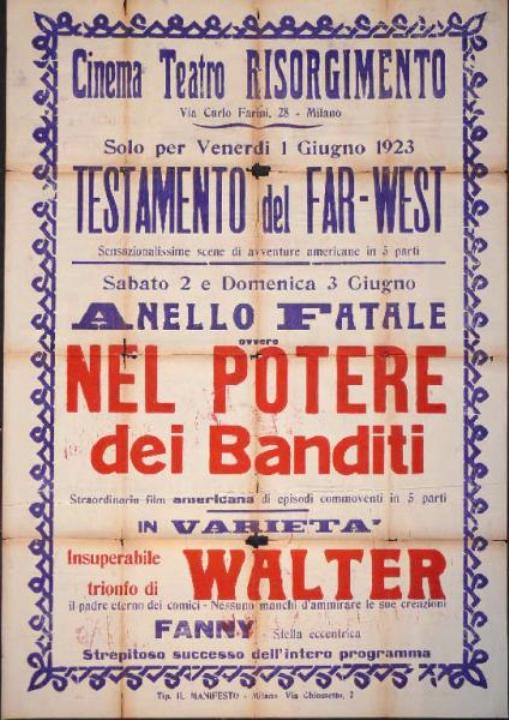 Cinema Teatro RISORGIMENTO
Via Carlo Farini, 28 - Milano
Solo per Venerdì 1 Giugno 1923
TESTAMENTO del FAR-WEST
Sensazionalissime scene di avventure americane in 5 parti
Sabato 2 e Domenica 3 Giugno
ANELLO FATALE
ovvero
NEL POTERE
dei Banditi
Straordinario film americana di episodi commoventi in 5 parti
IN VARIETA'
Insuperabile
trionfo di WALTER
il padre eterno dei comici - Nessuno manchi d'ammirare le sue creazioni
FANNY - Stella eccentrica
Strepitoso successo dell'intero programma
Tip. IL MANIFESTO - Milano Via Chiossetto, 7